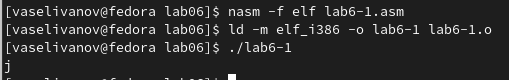 [vaselivanov@fedora lab06]$ nasm -f elf lab6-1.asm
[vaselivanov@fedora lab06]$ ld -m elf_i386 -o lab6-1 lab6-1.o
[vaselivanov@fedora lab06]$ ./lab6-1
j